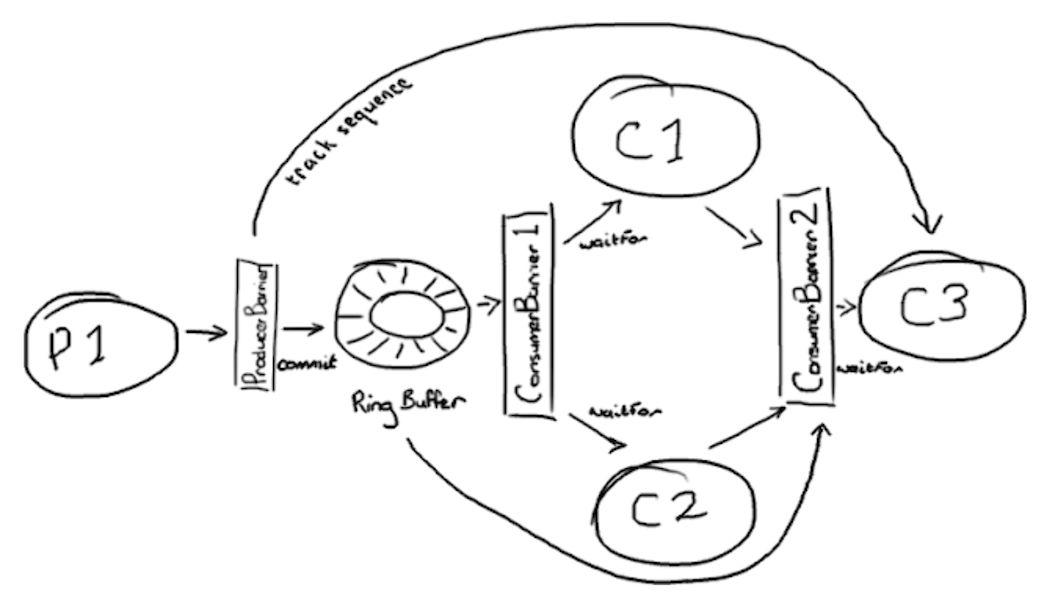 track sequence
C1
P1
ProducerBarrier
commit
Ring Buffer
ConsumerBarrier 1
waitFor
waitFor
C2
ConsumerBarrier 2
waitFor
C3